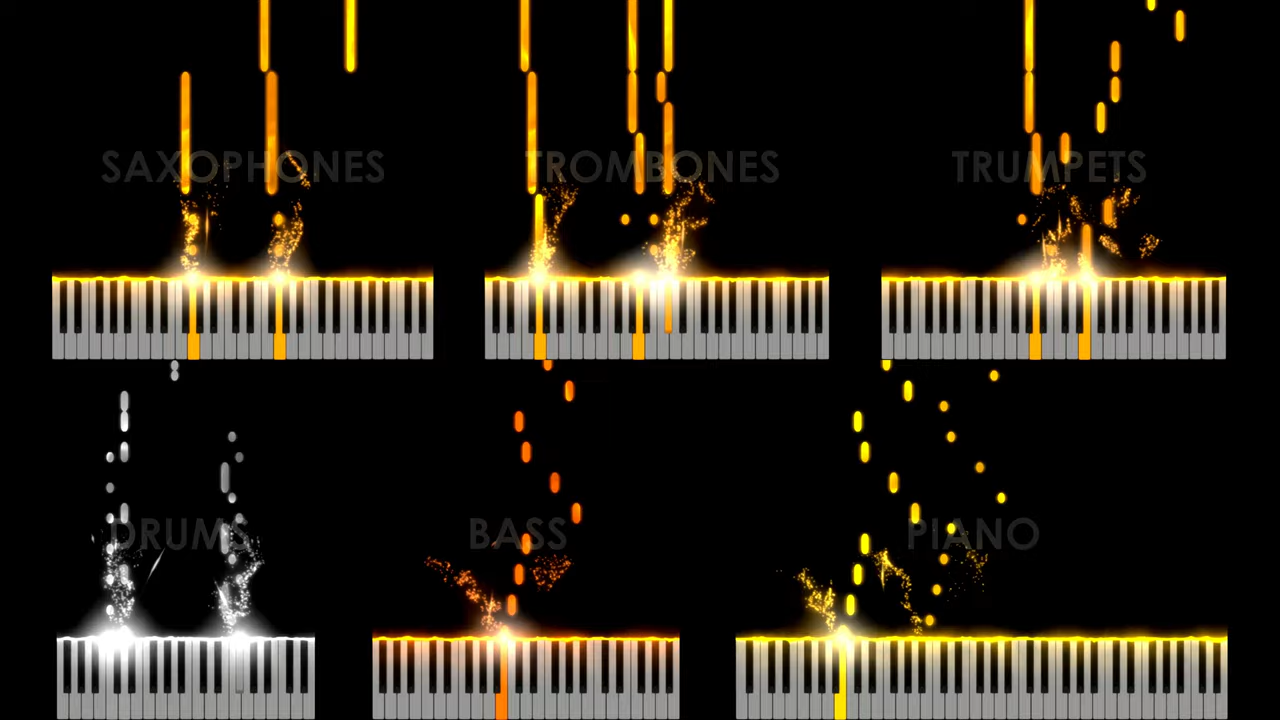 SAXOPHONES
TROMBONES
TRUMPETS
DRUMS
BASS
PIANO